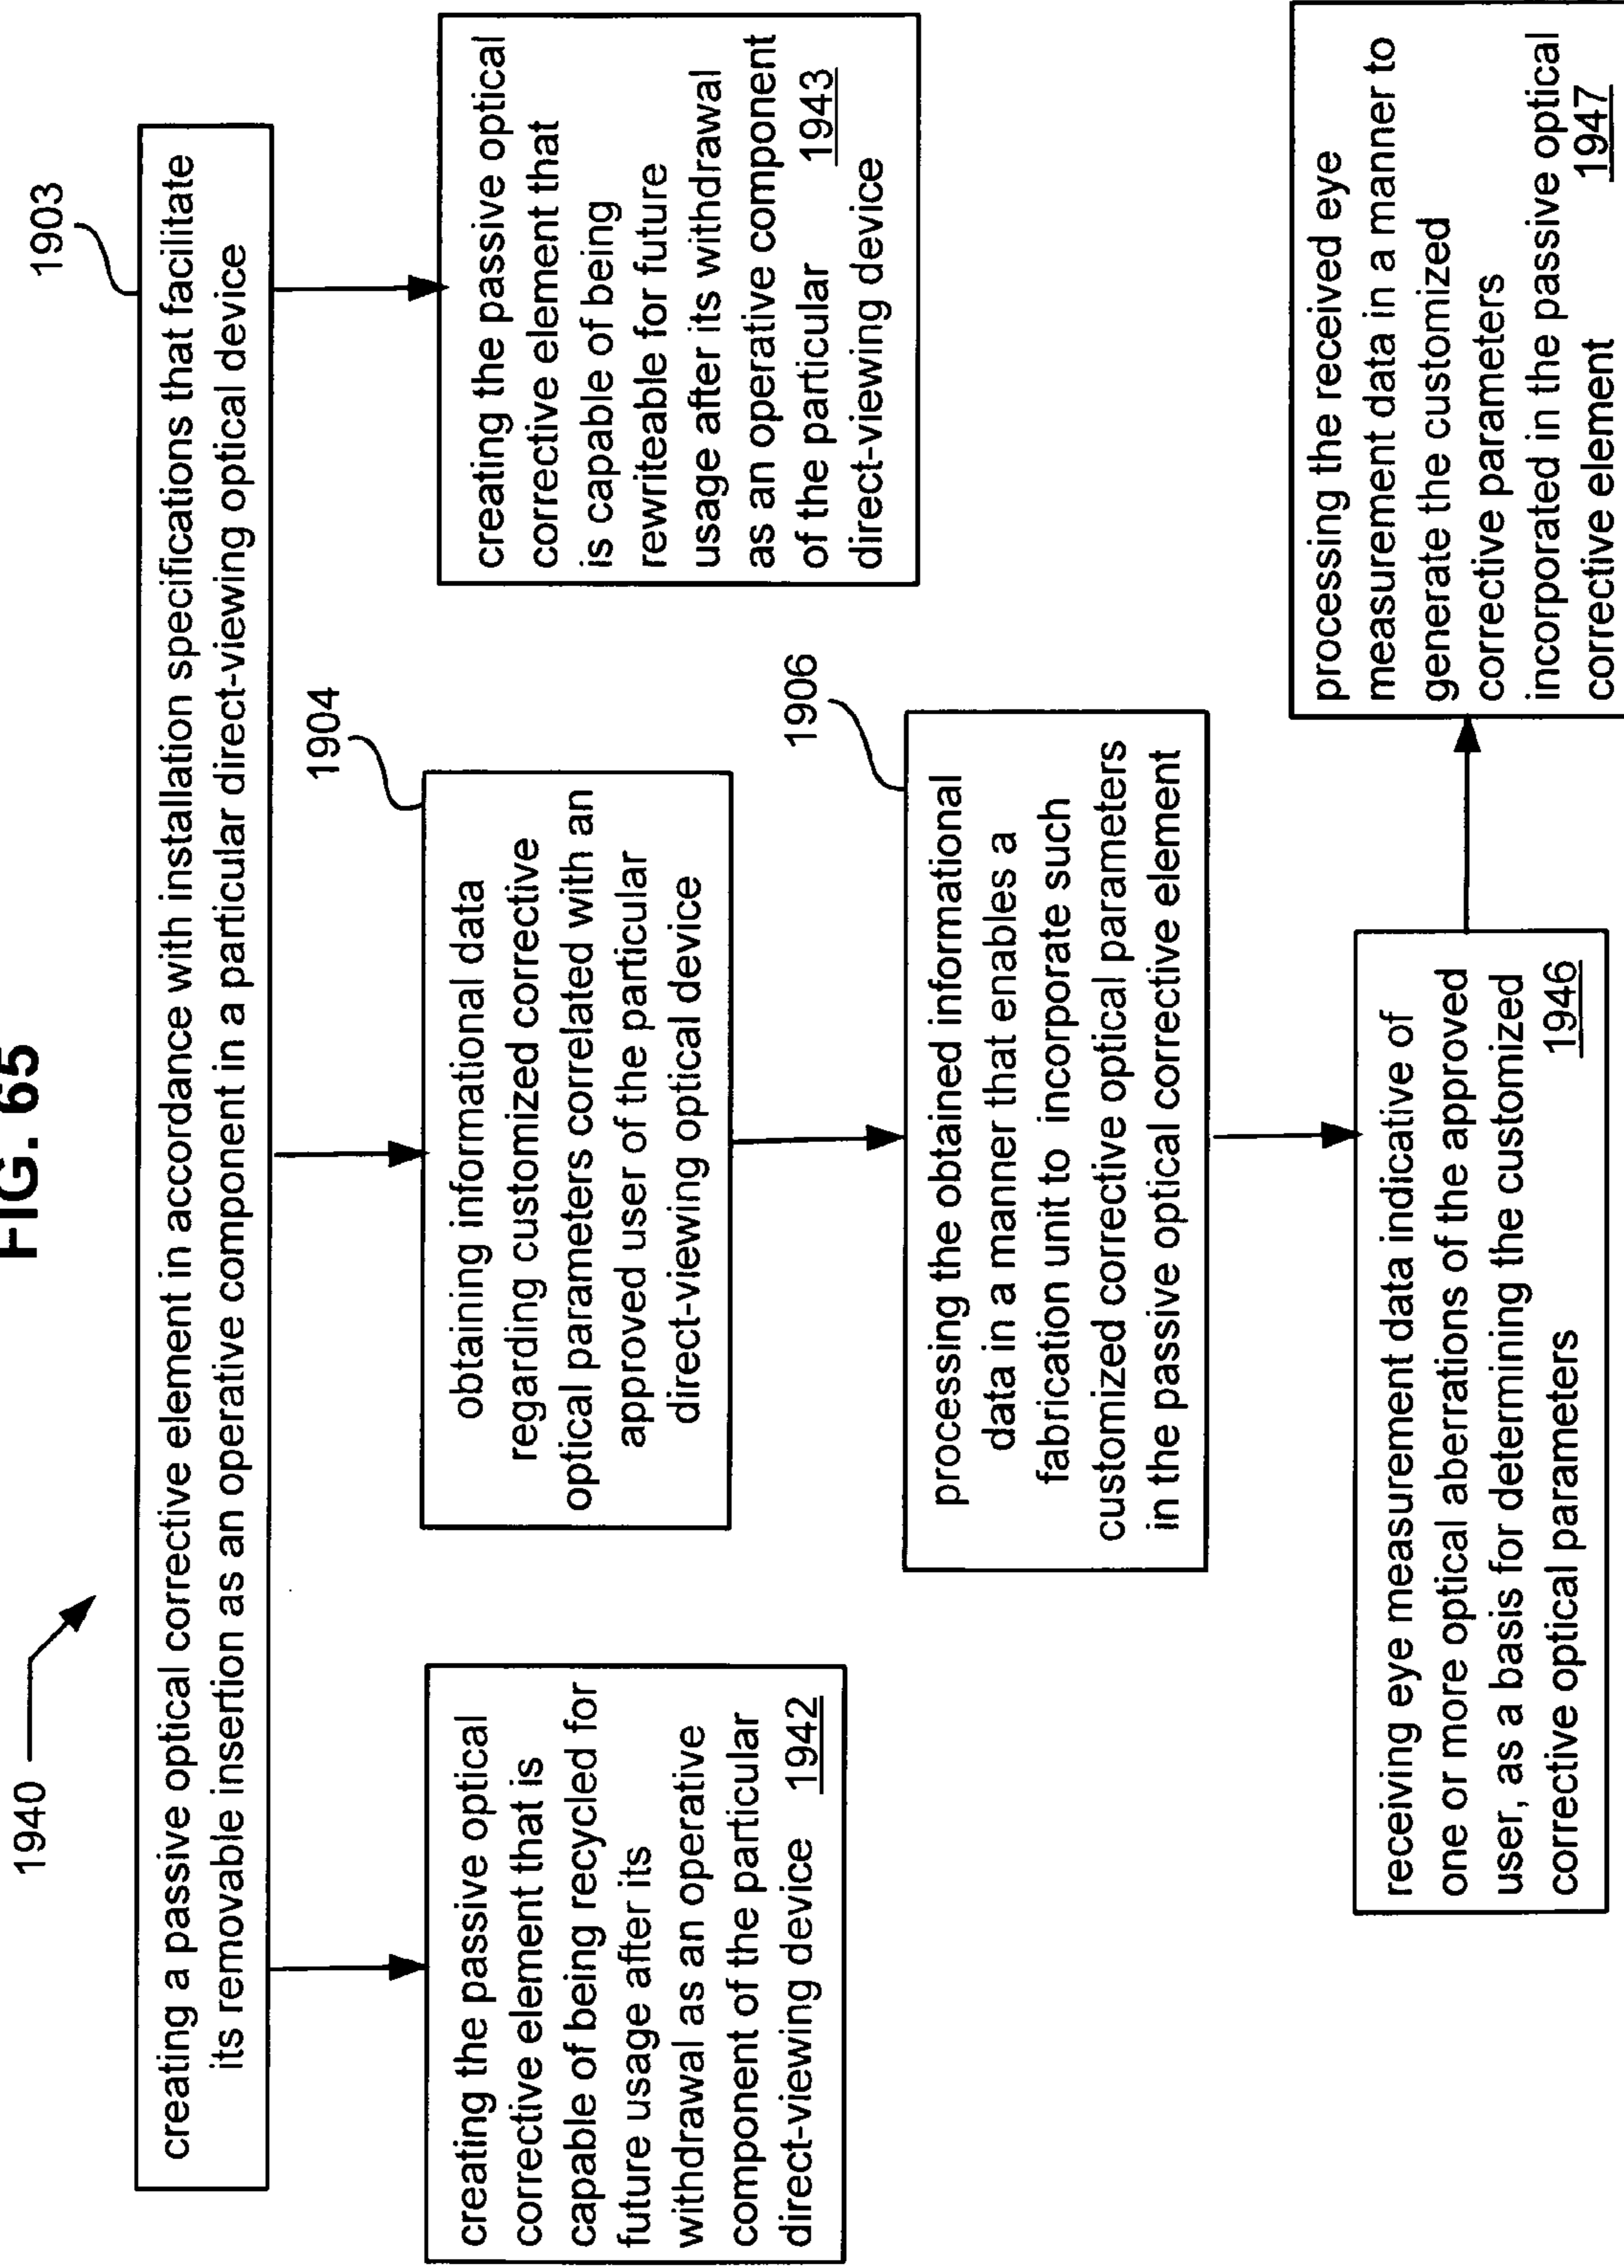 FIG. 65
1940
1903
creating a passive optical corrective element in accordance with installation specifications that facilitate
its removable insertion as an operative component in a particular direct-viewing optical device
creating the passive optical
corrective element that is
capable of being recycled for
future usage after its
withdrawal as an operative
component of the particular
direct-viewing device 1942
1904
obtaining informational data
regarding customized corrective
optical parameters correlated with an
approved user of the particular
direct-viewing optical device
creating the passive optical
corrective element that
is capable of being
rewriteable for future
usage after its withdrawal
as an operative component
of the particular 1943
direct-viewing device
1906
processing the obtained informational
data in a manner that enables a
fabrication unit to incorporate such
customized corrective optical parameters
in the passive optical corrective element
receiving eye measurement data indicative of
one or more optical aberrations of the approved
user, as a basis for determining the customized
corrective optical parameters 1946
processing the received eye
measurement data in a manner to
generate the customized
corrective parameters
incorporated in the passive optical
corrective element 1947